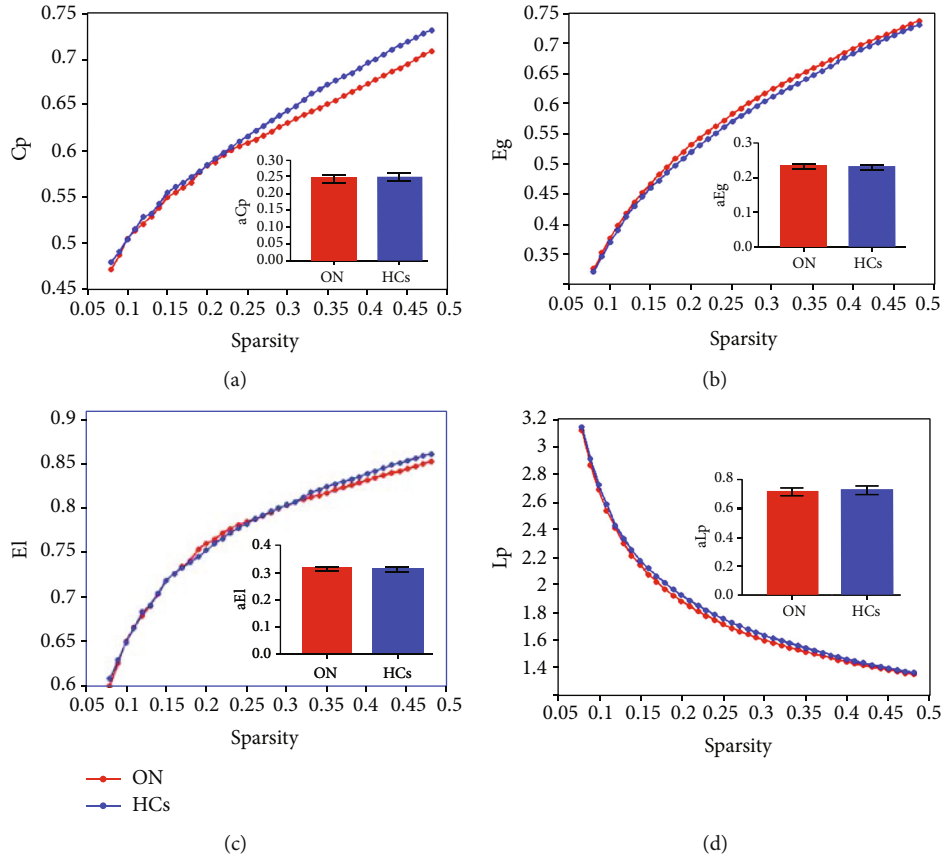 0.75
0.7
0.65
0.6
0.55
0.5
0.45
Cp
0.05 0.1 0.15 0.2 0.25 0.3 0.35 0.4 0.45 0.5
Sparsity
0.25
0.20
0.15
0.10
0.05
0.00
aCp
ON HCs
(a)
0.75
0.7
0.65
0.6
0.55
0.5
0.45
0.4
0.35
Eg
0.05 0.1 0.15 0.2 0.25 0.3 0.35 0.4 0.45 0.5
Sparsity
0.3
0.2
0.1
0.0
aEg
ON HCs
(b)
0.9
0.85
0.8
0.75
0.7
0.65
0.6
El
0.05 0.1 0.15 0.2 0.25 0.3 0.35 0.4 0.45 0.5
Sparsity
0.4
0.3
0.2
0.1
0.0
aEl
ON HCs
ON
HCs
(c)
3.2
3
2.8
2.6
2.4
2.2
2
1.8
1.6
1.4
Lp
0.05 0.1 0.15 0.2 0.25 0.3 0.35 0.4 0.45 0.5
Sparsity
0.8
0.6
0.4
0.2
0.0
aLp
ON HCs
(d)